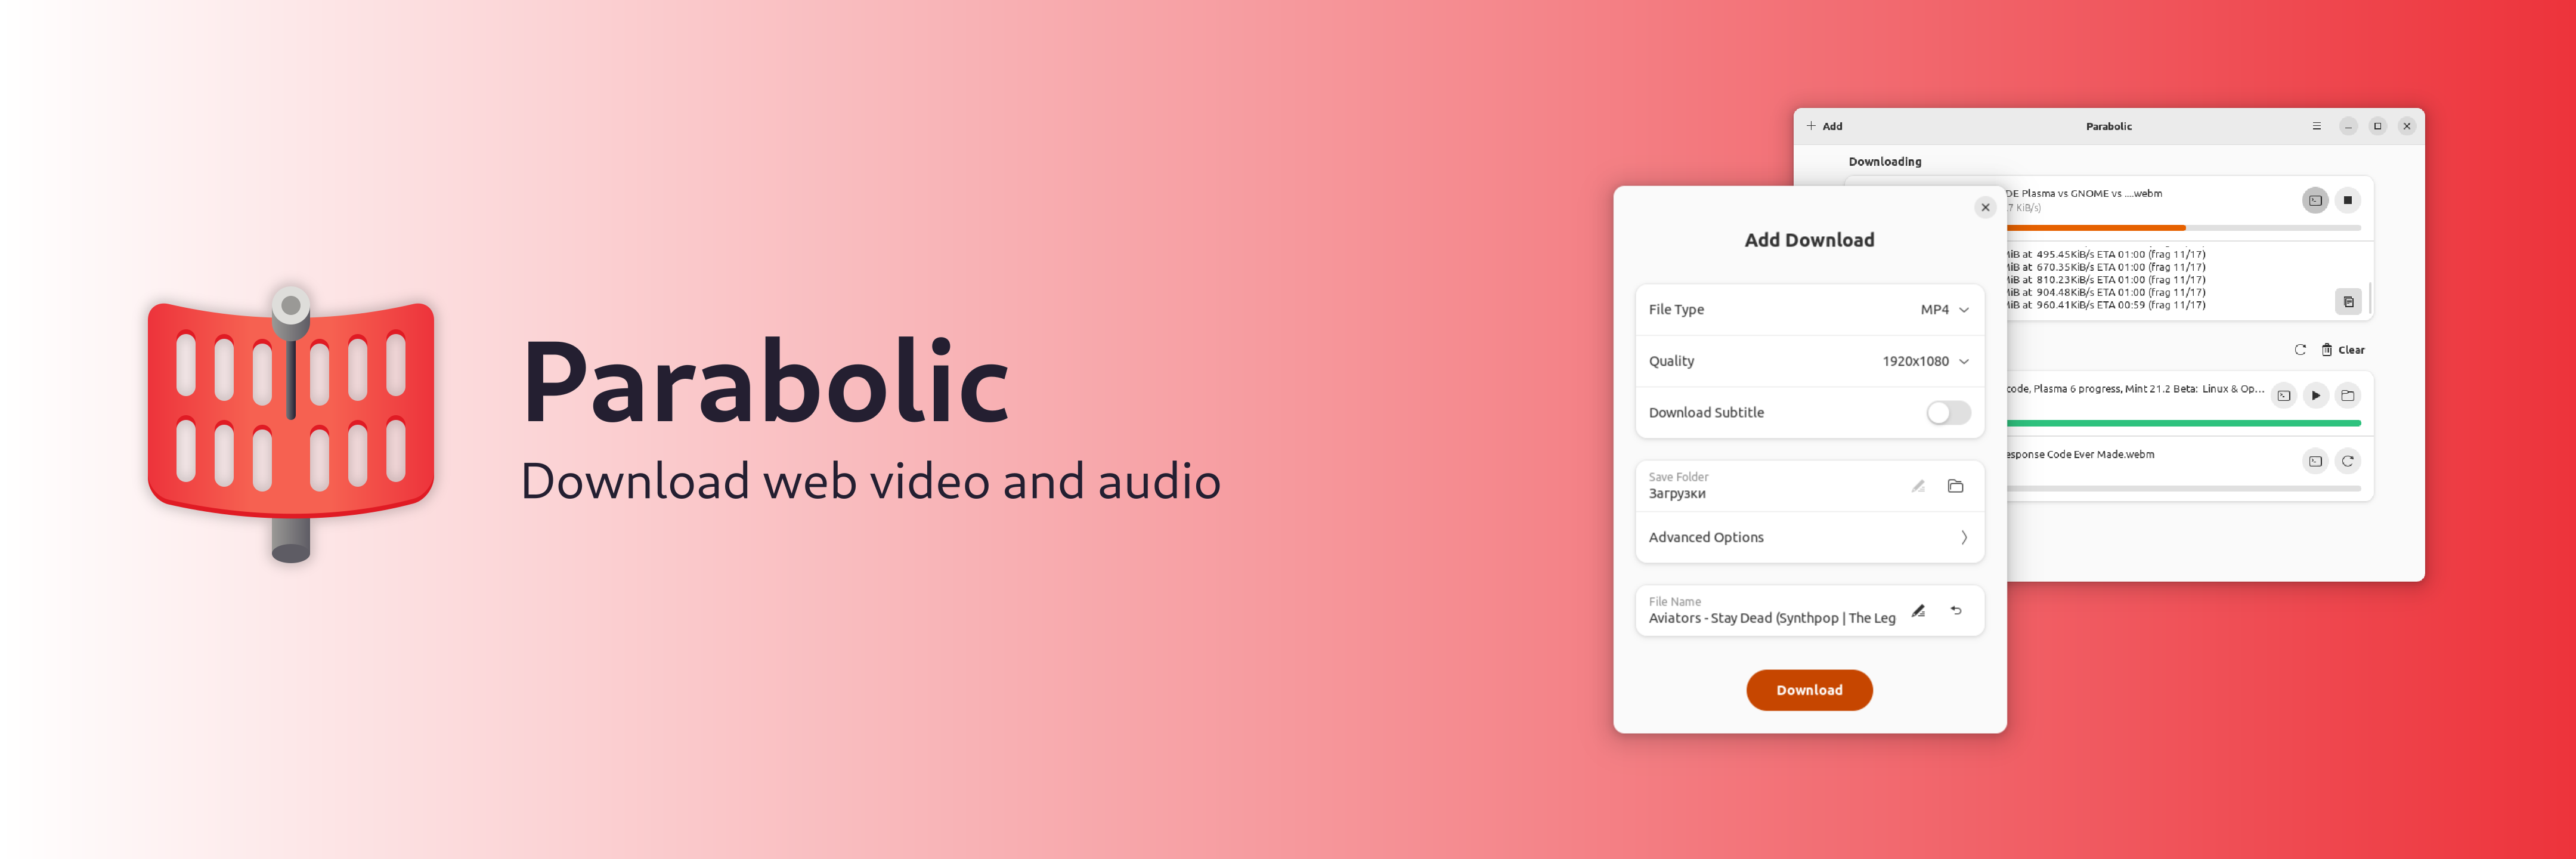 Parabolic
Download web video and audio
Add
Parabolic
Downloading
DE Plasma vs GNOME vs ....webm
7 KiB/s)
MiB at 495.45KiB/s ETA 01:00 (frag 11/17)
MiB at 670.35KiB/s ETA 01:00 (frag 11/17)
MiB at 810.23KiB/s ETA 01:00 (frag 11/17)
MiB at 904.48KiB/s ETA 01:00 (frag 11/17)
MiB at 960.41KiB/s ETA 00:59 (frag 11/17)
Clear
code, Plasma 6 progress, Mint 21.2 Beta: Linux & Op...
esponse Code Ever Made.webm
Add Download
File Type MP4
Quality 1920x1080
Download Subtitle
Save Folder
Загрузки
Advanced Options
File Name
Aviators - Stay Dead (Synthpop | The Leg
Download